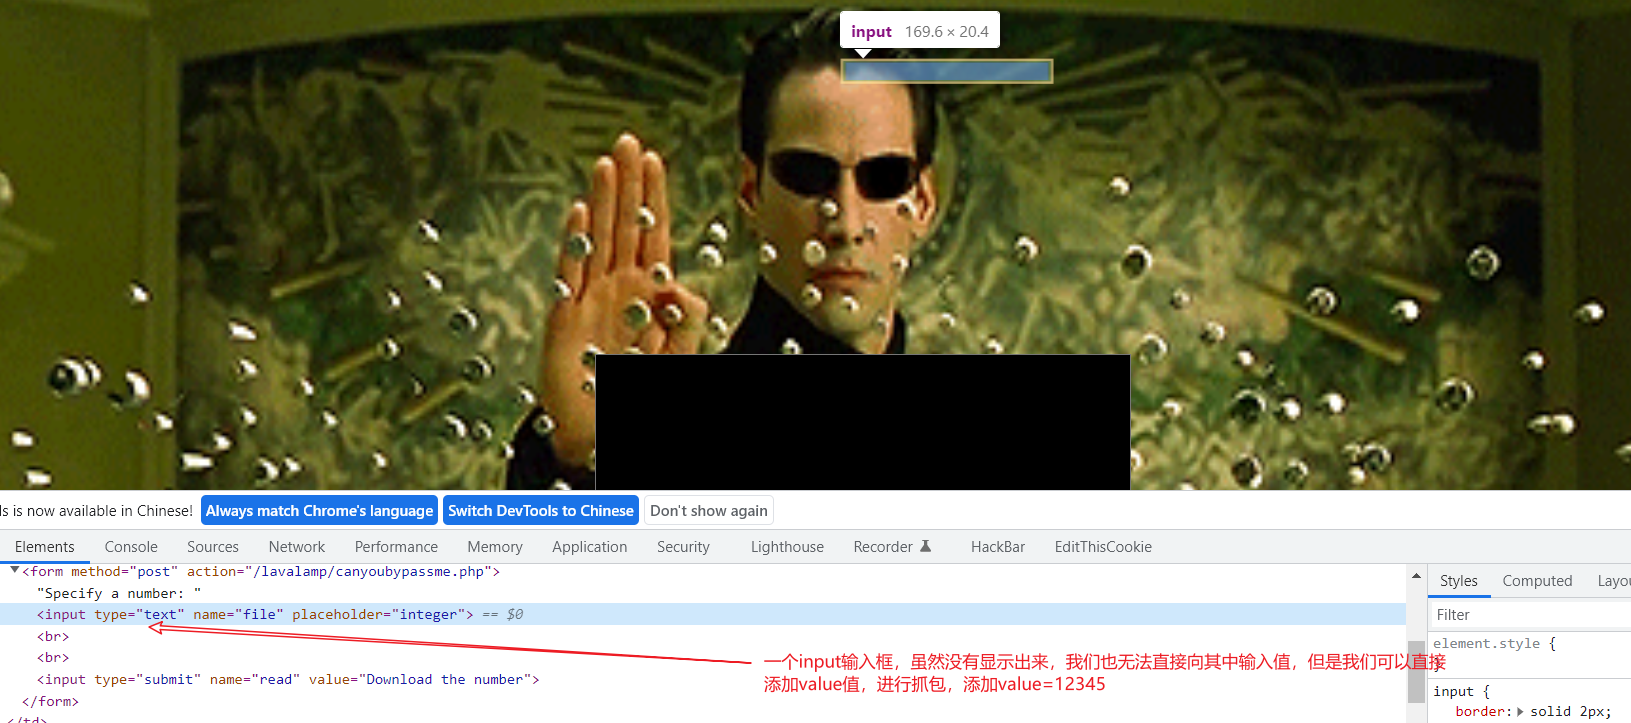 input 169.6 × 20.4
ls is now available in Chinese! Always match Chrome's language Switch DevTools to Chinese Don't show again
Elements Console Sources Network Performance Memory Application Security Lighthouse Recorder HackBar EditThisCookie
<form method="post" action="/lavalamp/canyoubypassme.php">
"Specify a number: "
<input type="text" name="file" placeholder="integer"> == $0
<br>
<br>
<input type="submit" name="read" value="Download the number">
</form>
</td>
一个input输入框，虽然没有显示出来，我们也无法直接向其中输入值，但是我们可以直接
添加value值，进行抓包，添加value=12345
Styles Computed Layou
Filter
element.style {
}
input {
border: solid 2px;